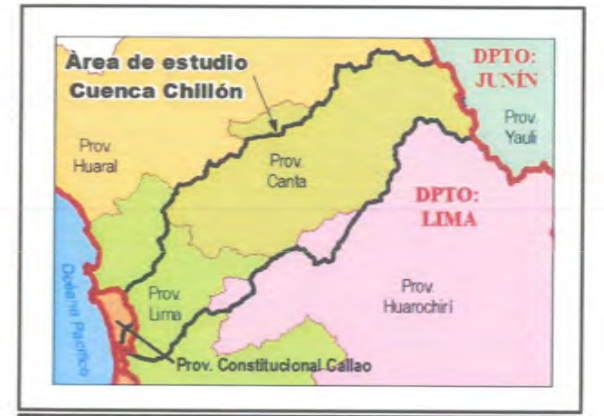 Àrea de estudio
Cuenca Chillón
DPTO:
JUNÍN
Prov.
Yauli
Prov.
Huaral
Prov.
Canta
DPTO:
LIMA
Océano Pacífico
Prov.
Lima
Prov.
Huarochirí
Prov. Constitucional Callao